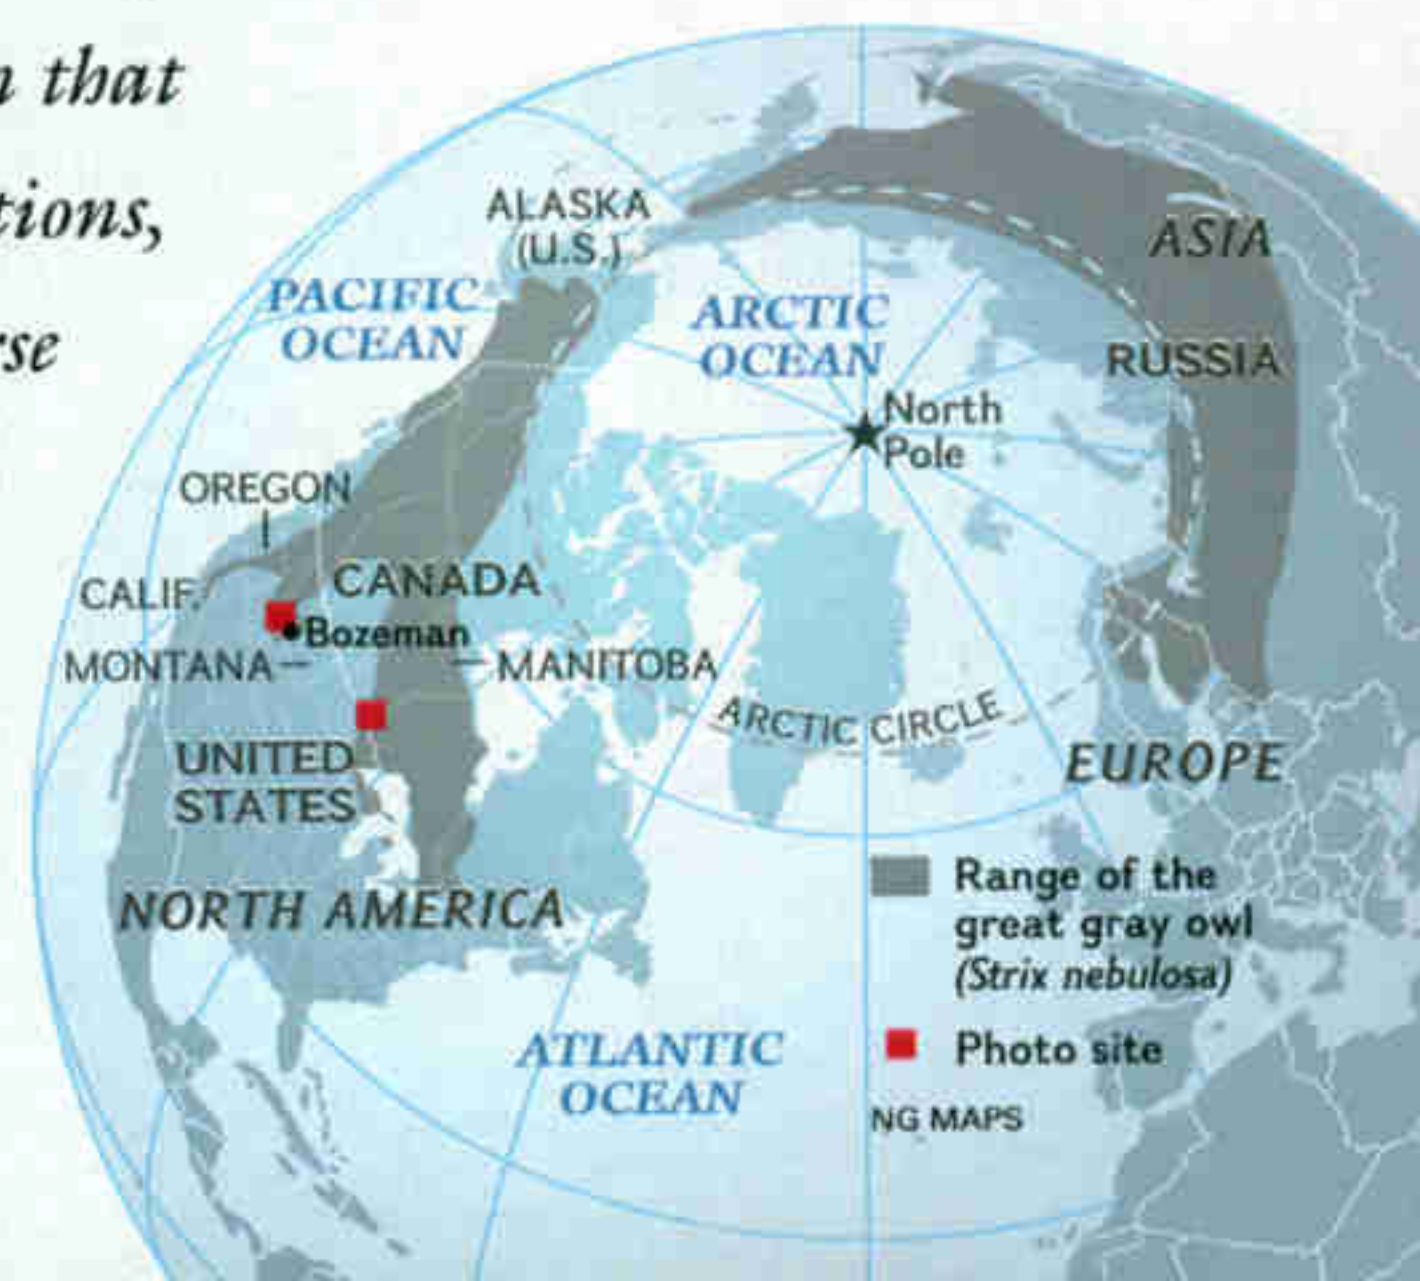 that
tions,
rse
ALASKA
(U.S.)
PACIFIC
OCEAN
ARCTIC
OCEAN
ASIA
RUSSIA
North
Pole
OREGON
CALIF.
CANADA
Bozeman
MONTANA
MANITOBA
ARCTIC CIRCLE
UNITED
STATES
EUROPE
NORTH AMERICA
Range of the
great gray owl
(Strix nebulosa)
Photo site
ATLANTIC
OCEAN
NG MAPS